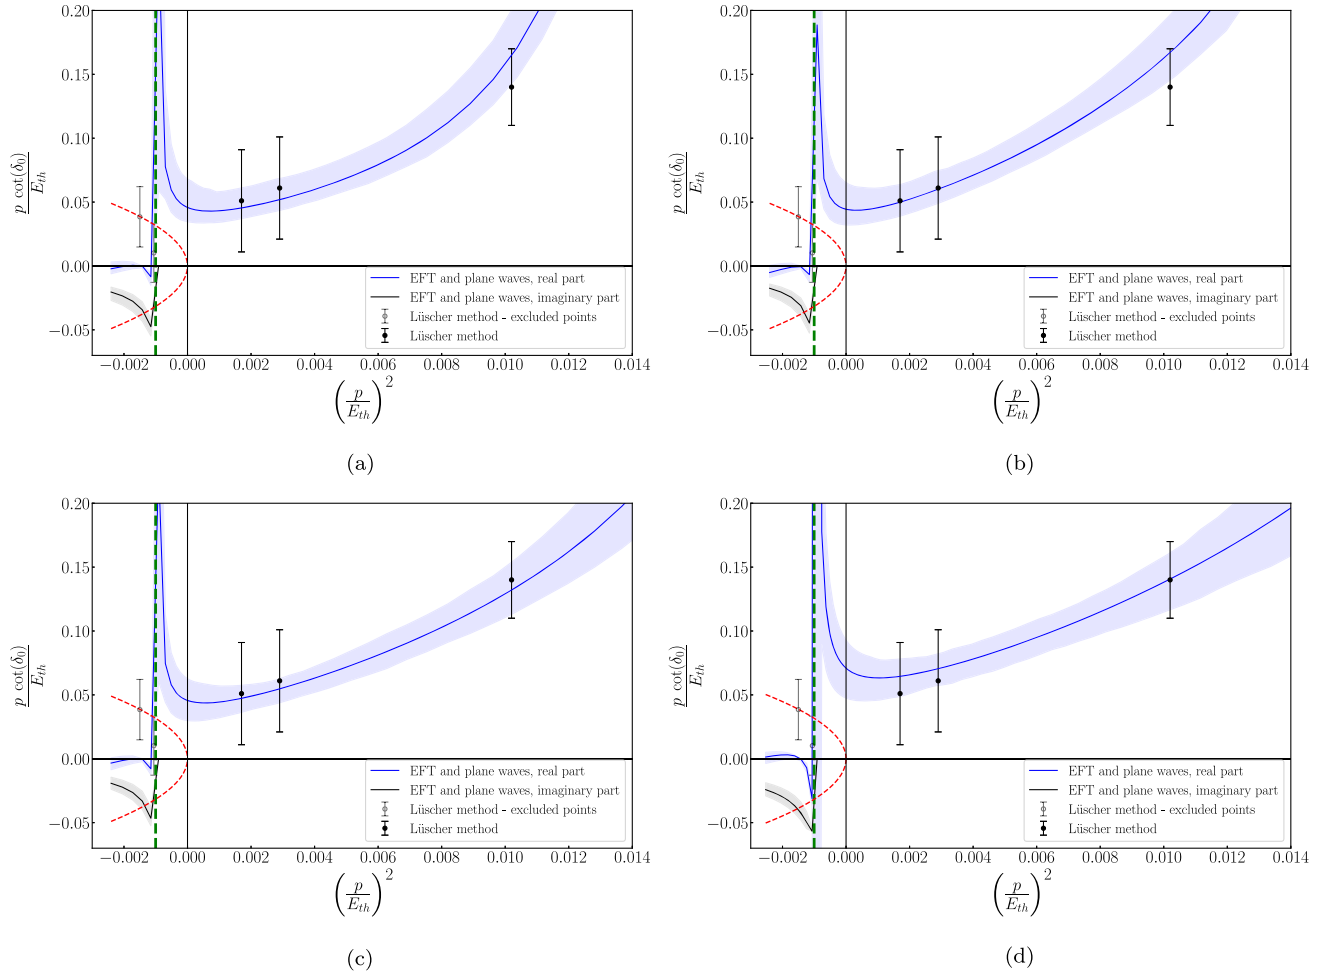 0.20
0.15
0.10
0.05
0.00
−0.05
p cot(δ0)
Eth
EFT and plane waves, real part
EFT and plane waves, imaginary part
Lüscher method - excluded points
Lüscher method
−0.002 0.000 0.002 0.004 0.006 0.008 0.010 0.012 0.014
(p/Eth)²
(a)
0.20
0.15
0.10
0.05
0.00
−0.05
p cot(δ0)
Eth
EFT and plane waves, real part
EFT and plane waves, imaginary part
Lüscher method - excluded points
Lüscher method
−0.002 0.000 0.002 0.004 0.006 0.008 0.010 0.012 0.014
(p/Eth)²
(b)
0.20
0.15
0.10
0.05
0.00
−0.05
p cot(δ0)
Eth
EFT and plane waves, real part
EFT and plane waves, imaginary part
Lüscher method - excluded points
Lüscher method
−0.002 0.000 0.002 0.004 0.006 0.008 0.010 0.012 0.014
(p/Eth)²
(c)
0.20
0.15
0.10
0.05
0.00
−0.05
p cot(δ0)
Eth
EFT and plane waves, real part
EFT and plane waves, imaginary part
Lüscher method - excluded points
Lüscher method
−0.002 0.000 0.002 0.004 0.006 0.008 0.010 0.012 0.014
(p/Eth)²
(d)